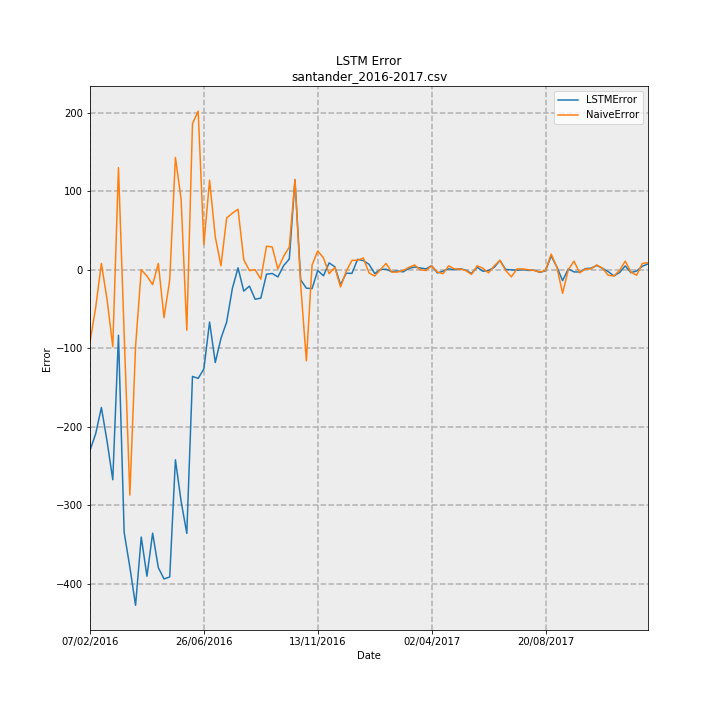 LSTM Error
santander_2016-2017.csv
LSTMError
NaiveError
200
100
0
−100
−200
−300
−400
Error
07/02/2016
26/06/2016
13/11/2016
02/04/2017
20/08/2017
Date